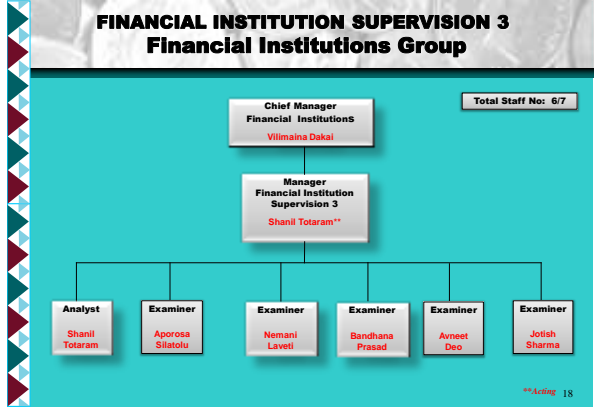 FINANCIAL INSTITUTION SUPERVISION 3
Financial Institutions Group
Total Staff No: 6/7
Chief Manager
Financial Institutions
Vilimaina Dakai
Manager
Financial Institution
Supervision 3
Shanil Totaram**
Analyst
Shanil
Totaram
Examiner
Aporosa
Silatolu
Examiner
Nemani
Laveti
Examiner
Bandhana
Prasad
Examiner
Avneet
Deo
Examiner
Jotish
Sharma
**Acting 18